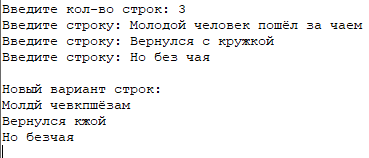 Введите кол-во строк: 3
Введите строку: Молодой человек пошёл за чаем
Введите строку: Вернулся с кружкой
Введите строку: Но без чая

Новый вариант строк:
Молдй чевкпшёзам
Вернулся кжой
Но безчая